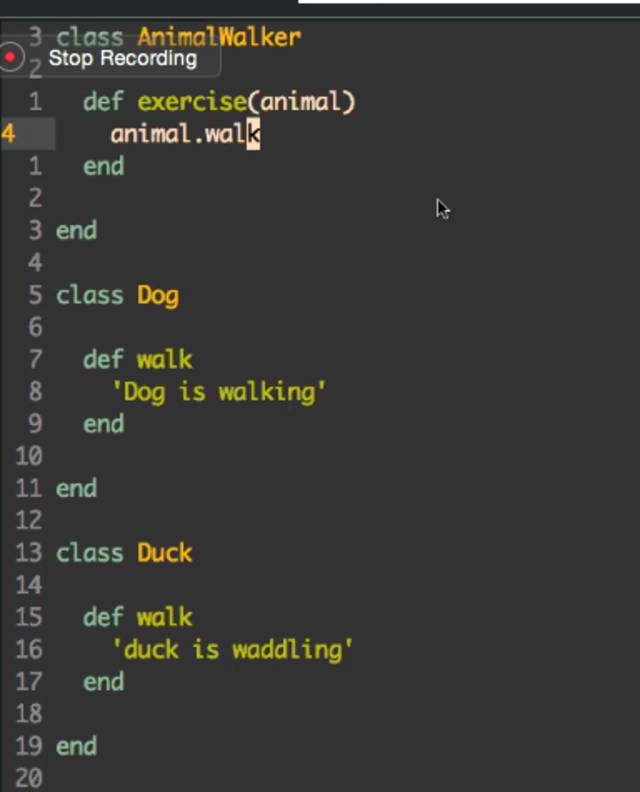 3 class AnimalWalker
Stop Recording
2
1 def exercise(animal)
4 animal.walk
1 end
2
3 end
4
5 class Dog
6
7 def walk
8 'Dog is walking'
9 end
10
11 end
12
13 class Duck
14
15 def walk
16 'duck is waddling'
17 end
18
19 end
20